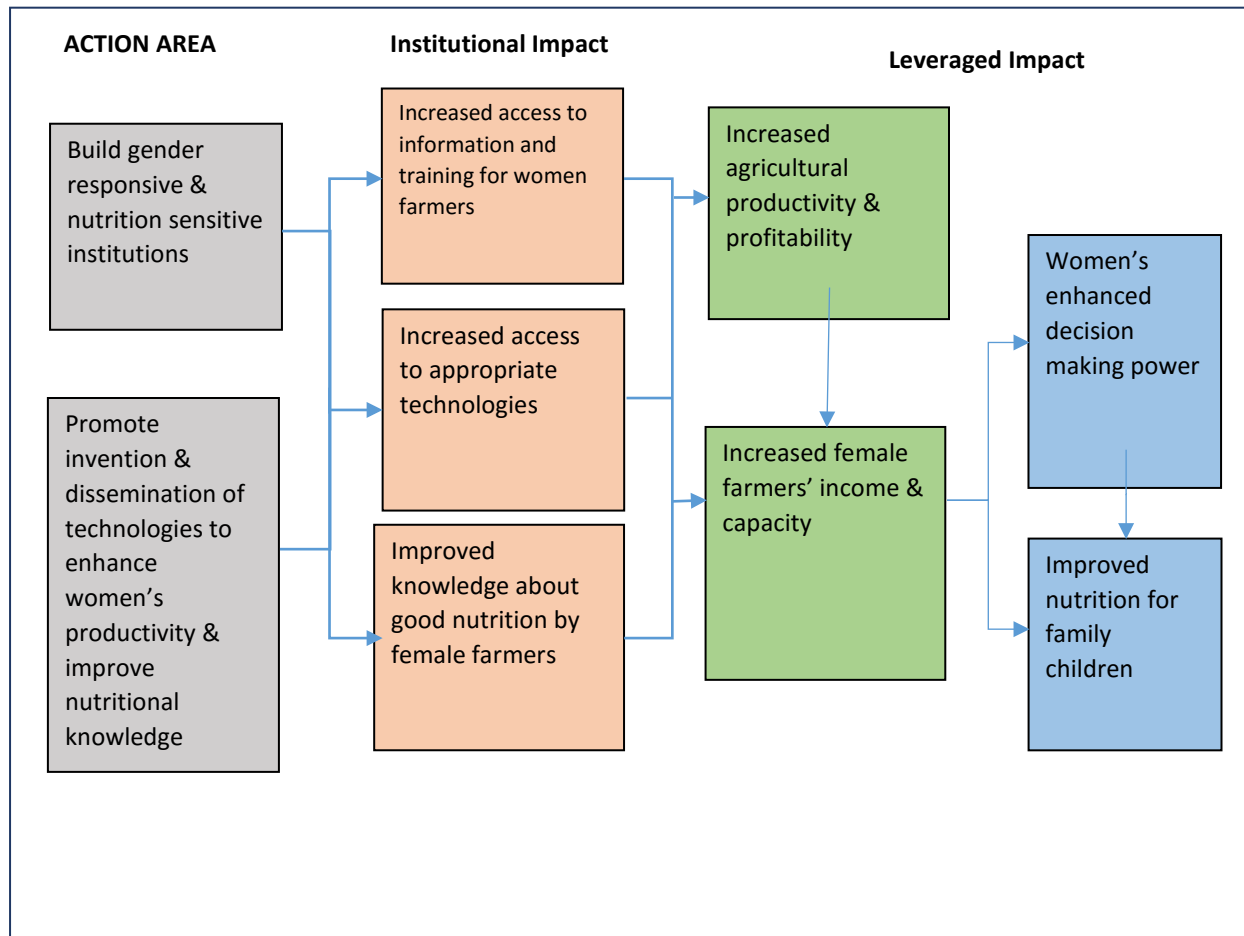 ACTION AREA
Institutional Impact
Leveraged Impact
Build gender
responsive &
nutrition sensitive
institutions
Promote
invention &
dissemination of
technologies to
enhance
women’s
productivity &
improve
nutritional
knowledge
Increased access to
information and
training for women
farmers
Increased access
to appropriate
technologies
Improved
knowledge about
good nutrition by
female farmers
Increased
agricultural
productivity &
profitability
Increased female
farmers’ income &
capacity
Women’s
enhanced
decision
making power
Improved
nutrition for
family
children